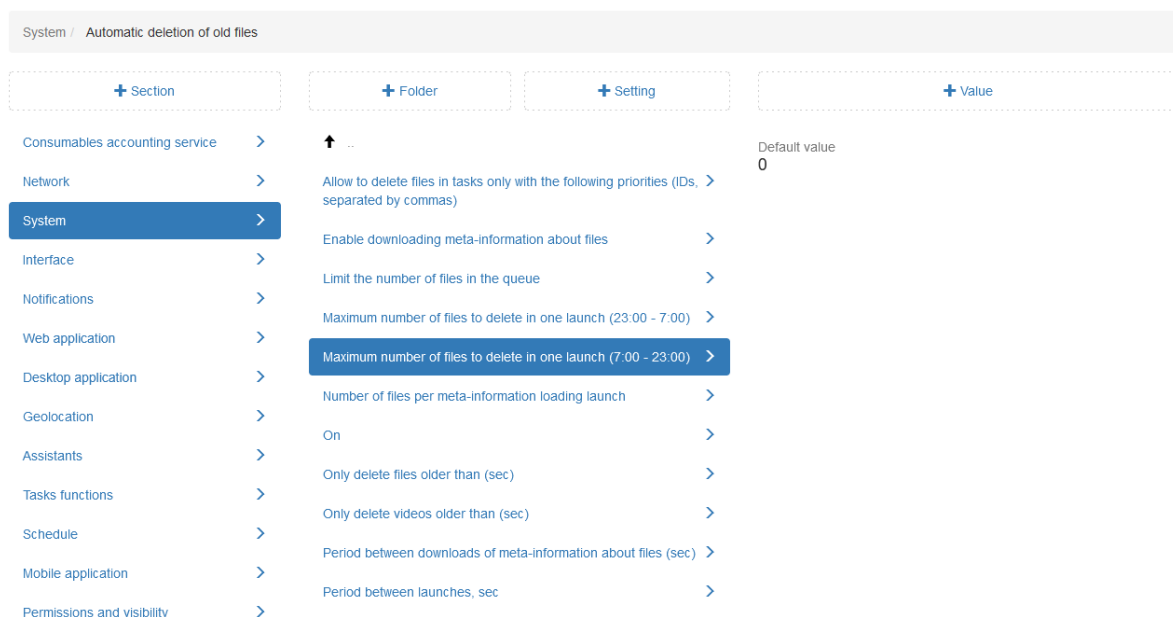 System / Automatic deletion of old files
+ Section
+ Folder
+ Setting
+ Value
Consumables accounting service
Network
System
Interface
Notifications
Web application
Desktop application
Geolocation
Assistants
Tasks functions
Schedule
Mobile application
Permissions and visibility
..
Allow to delete files in tasks only with the following priorities (IDs,
separated by commas)
Enable downloading meta-information about files
Limit the number of files in the queue
Maximum number of files to delete in one launch (23:00 - 7:00)
Maximum number of files to delete in one launch (7:00 - 23:00)
Number of files per meta-information loading launch
On
Only delete files older than (sec)
Only delete videos older than (sec)
Period between downloads of meta-information about files (sec)
Period between launches, sec
Default value
0